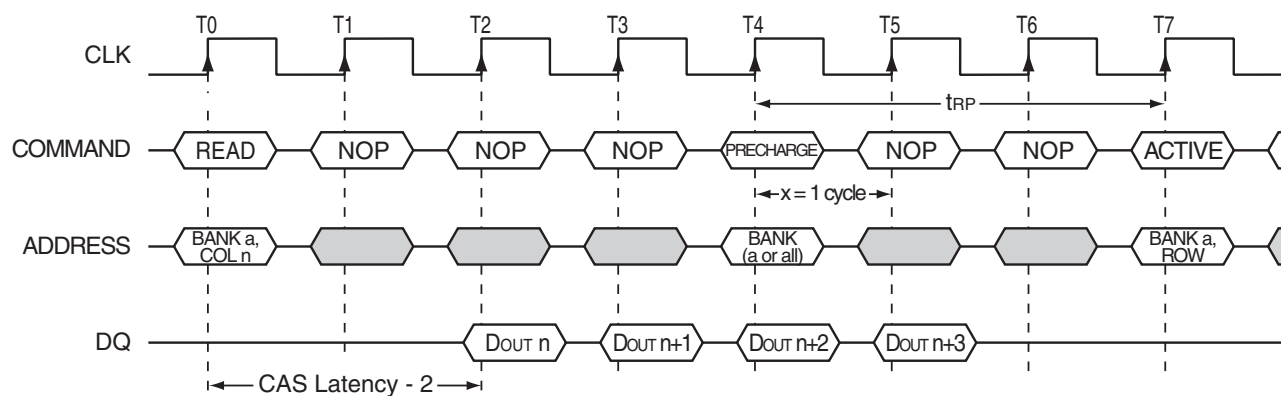 T0 T1 T2 T3 T4 T5 T6 T7
CLK
tRP
COMMAND READ NOP NOP NOP PRECHARGE NOP NOP ACTIVE
x = 1 cycle
ADDRESS BANK a, COL n BANK (a or all) BANK a, ROW
DQ DOUT n DOUT n+1 DOUT n+2 DOUT n+3
CAS Latency - 2